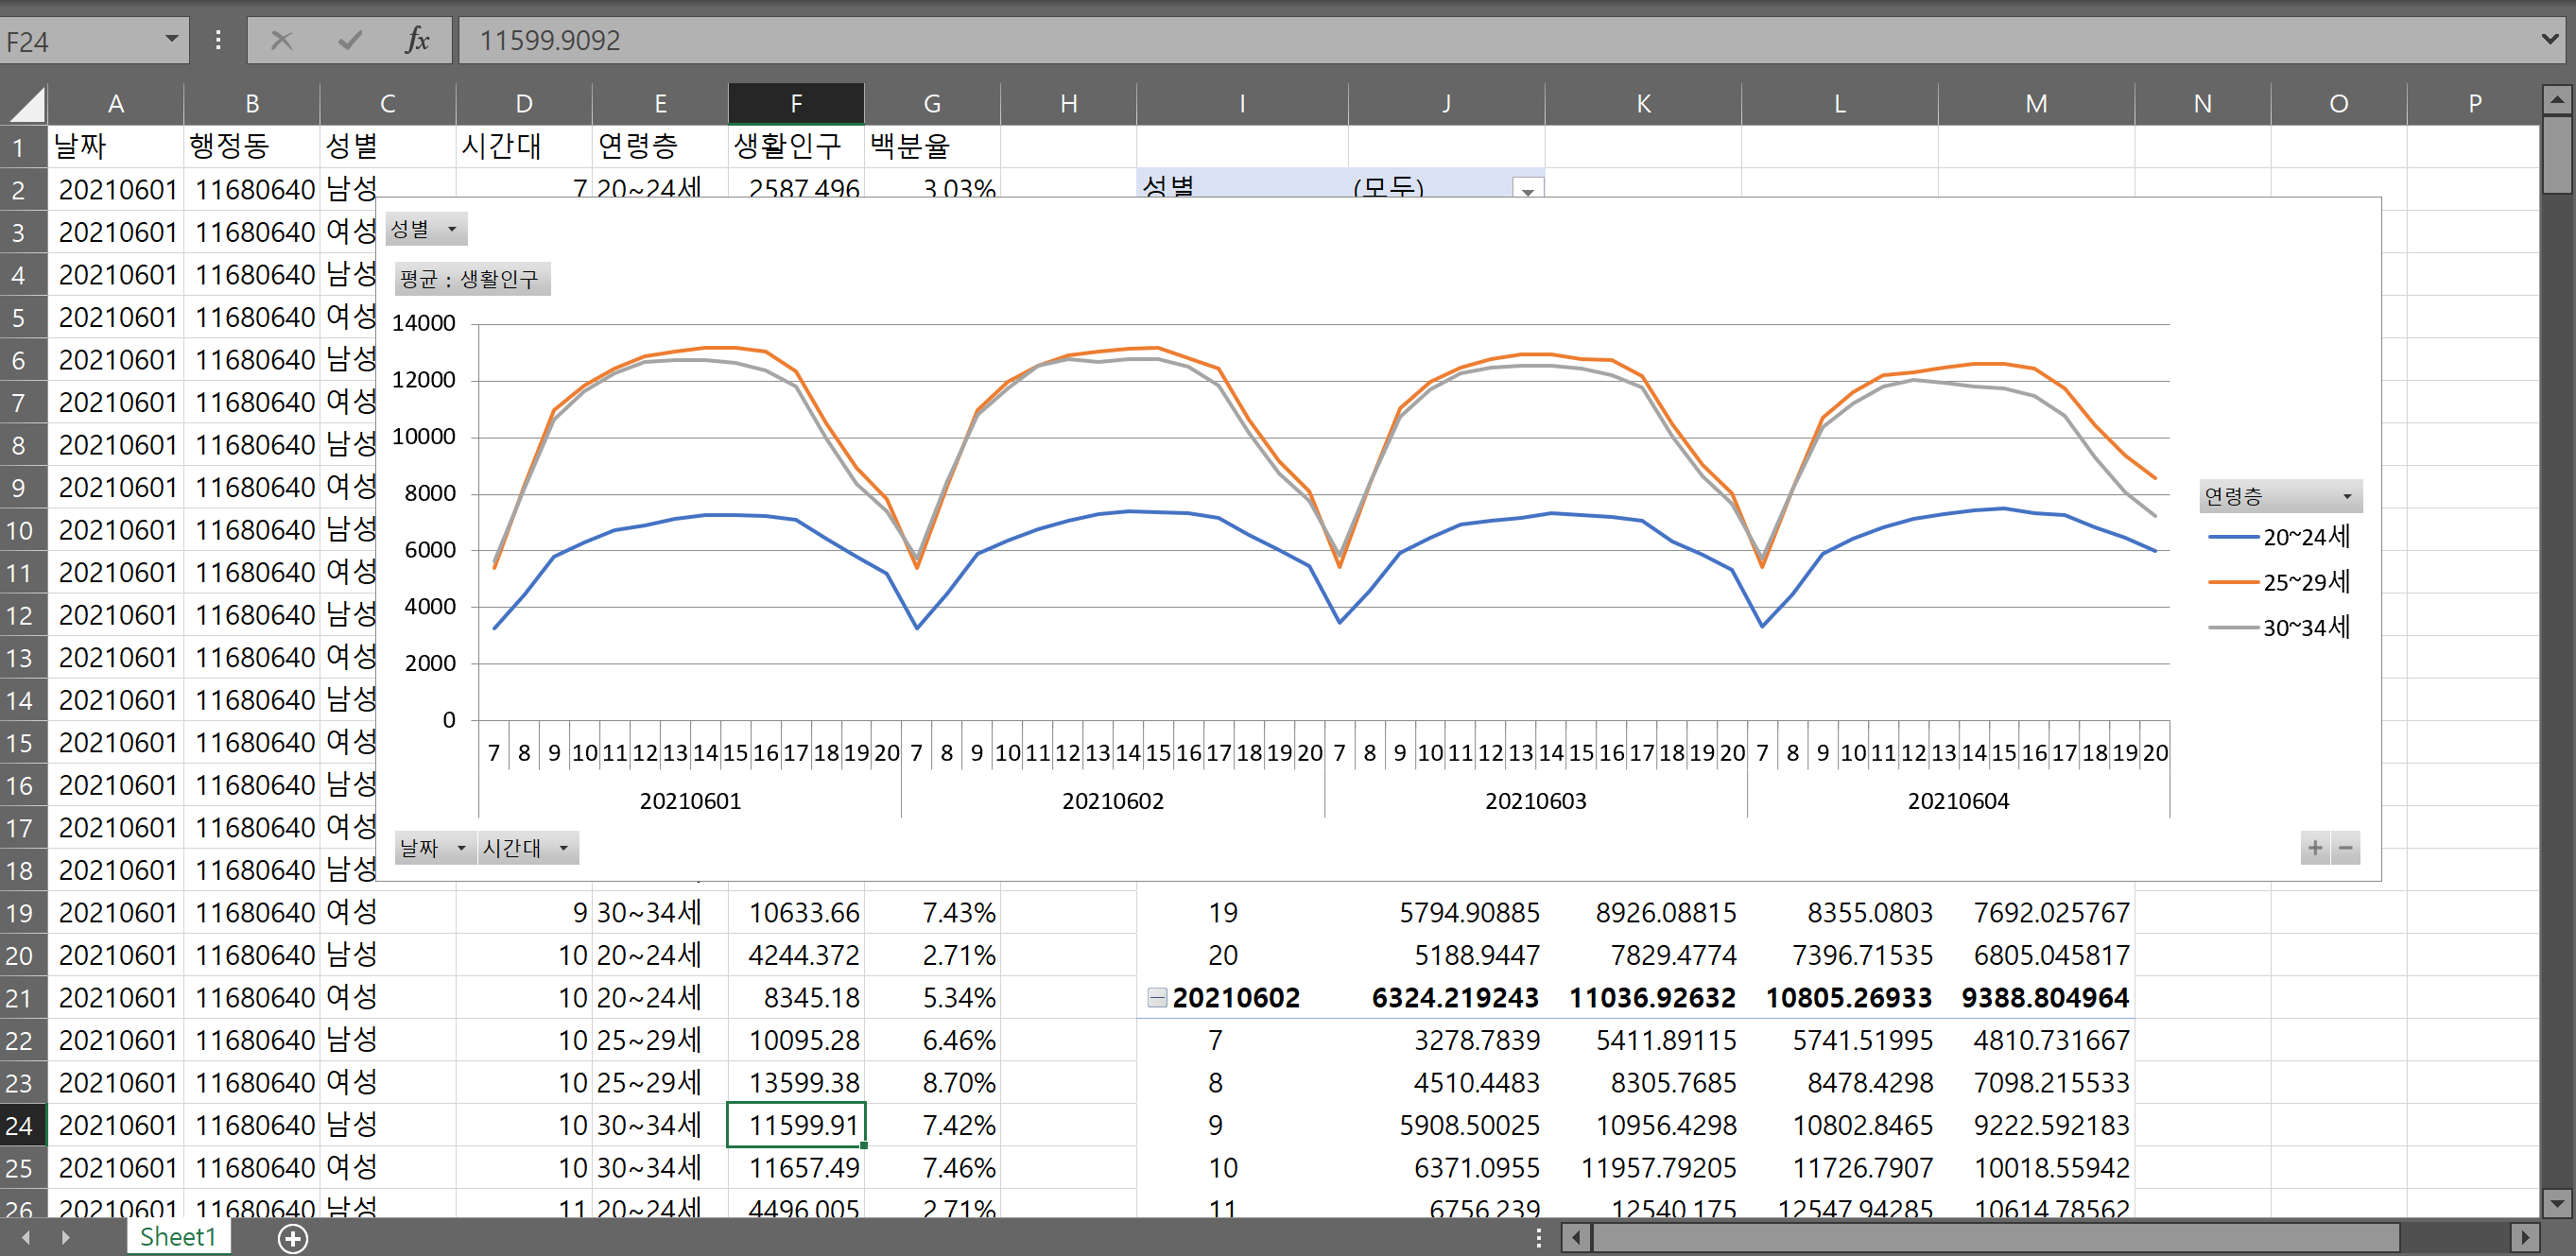 F24 fx 11599.9092
A B C D E F G H I J K L M N O P
1 날짜 행정동 성별 시간대 연령층 생활인구 백분율
2 20210601 11680640 남성 7 20~24세 2587.496 3.03% 성별 (모두)
3 20210601 11680640 여성
4 20210601 11680640 남성
5 20210601 11680640 여성
6 20210601 11680640 남성
7 20210601 11680640 여성
8 20210601 11680640 남성
9 20210601 11680640 여성
10 20210601 11680640 남성
11 20210601 11680640 여성
12 20210601 11680640 남성
13 20210601 11680640 여성
14 20210601 11680640 남성
15 20210601 11680640 여성
16 20210601 11680640 남성
17 20210601 11680640 여성
18 20210601 11680640 남성
성별
평균 : 생활인구
14000
12000
10000
8000
6000
4000
2000
0
7 8 9 10 11 12 13 14 15 16 17 18 19 20 7 8 9 10 11 12 13 14 15 16 17 18 19 20 7 8 9 10 11 12 13 14 15 16 17 18 19 20 7 8 9 10 11 12 13 14 15 16 17 18 19 20
20210601 20210602 20210603 20210604
연령층
20~24세
25~29세
30~34세
날짜 시간대
+ −
19 20210601 11680640 여성 9 30~34세 10633.66 7.43% 19 5794.90885 8926.08815 8355.0803 7692.025767
20 20210601 11680640 남성 10 20~24세 4244.372 2.71% 20 5188.9447 7829.4774 7396.71535 6805.045817
21 20210601 11680640 여성 10 20~24세 8345.18 5.34% 20210602 6324.219243 11036.92632 10805.26933 9388.804964
22 20210601 11680640 남성 10 25~29세 10095.28 6.46% 7 3278.7839 5411.89115 5741.51995 4810.731667
23 20210601 11680640 여성 10 25~29세 13599.38 8.70% 8 4510.4483 8305.7685 8478.4298 7098.215533
24 20210601 11680640 남성 10 30~34세 11599.91 7.42% 9 5908.50025 10956.4298 10802.8465 9222.592183
25 20210601 11680640 여성 10 30~34세 11657.49 7.46% 10 6371.0955 11957.79205 11726.7907 10018.55942
26 20210601 11680640 남성 11 20~24세 4496.005 2.71% 11 6756.239 12540.175 12547.94285 10614.78562
Sheet1